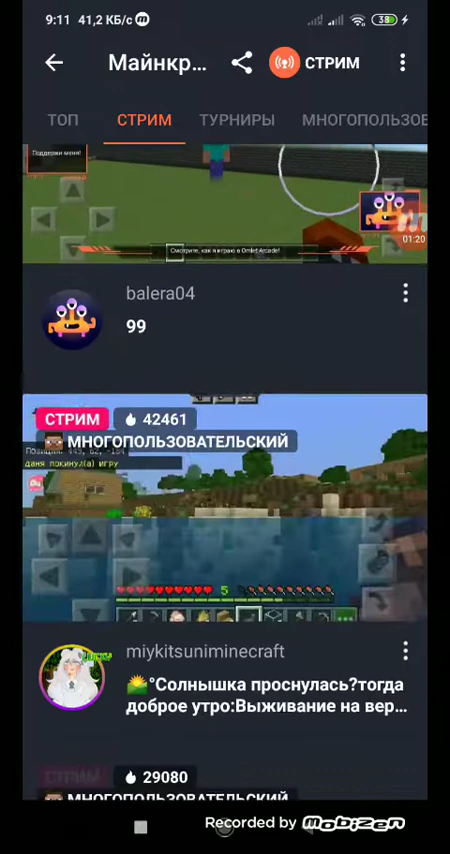 9:11 41,2 КБ/с
38
Майнкр...
СТРИМ
ТОП СТРИМ ТУРНИРЫ МНОГОПОЛЬЗОВ
Поддержи меня!
01:20
Смотрите, как я играю в Omlet Arcade!
balera04
99
СТРИМ 42461
МНОГОПОЛЬЗОВАТЕЛЬСКИЙ
даня покинул(а) игру
5
miykitsuniminecraft
🌄°Солнышка проснулась?тогда
доброе утро:Выживание на вер...
СТРИМ 29080
МНОГОПОЛЬЗОВАТЕЛЬСКИЙ
Recorded by mobizen